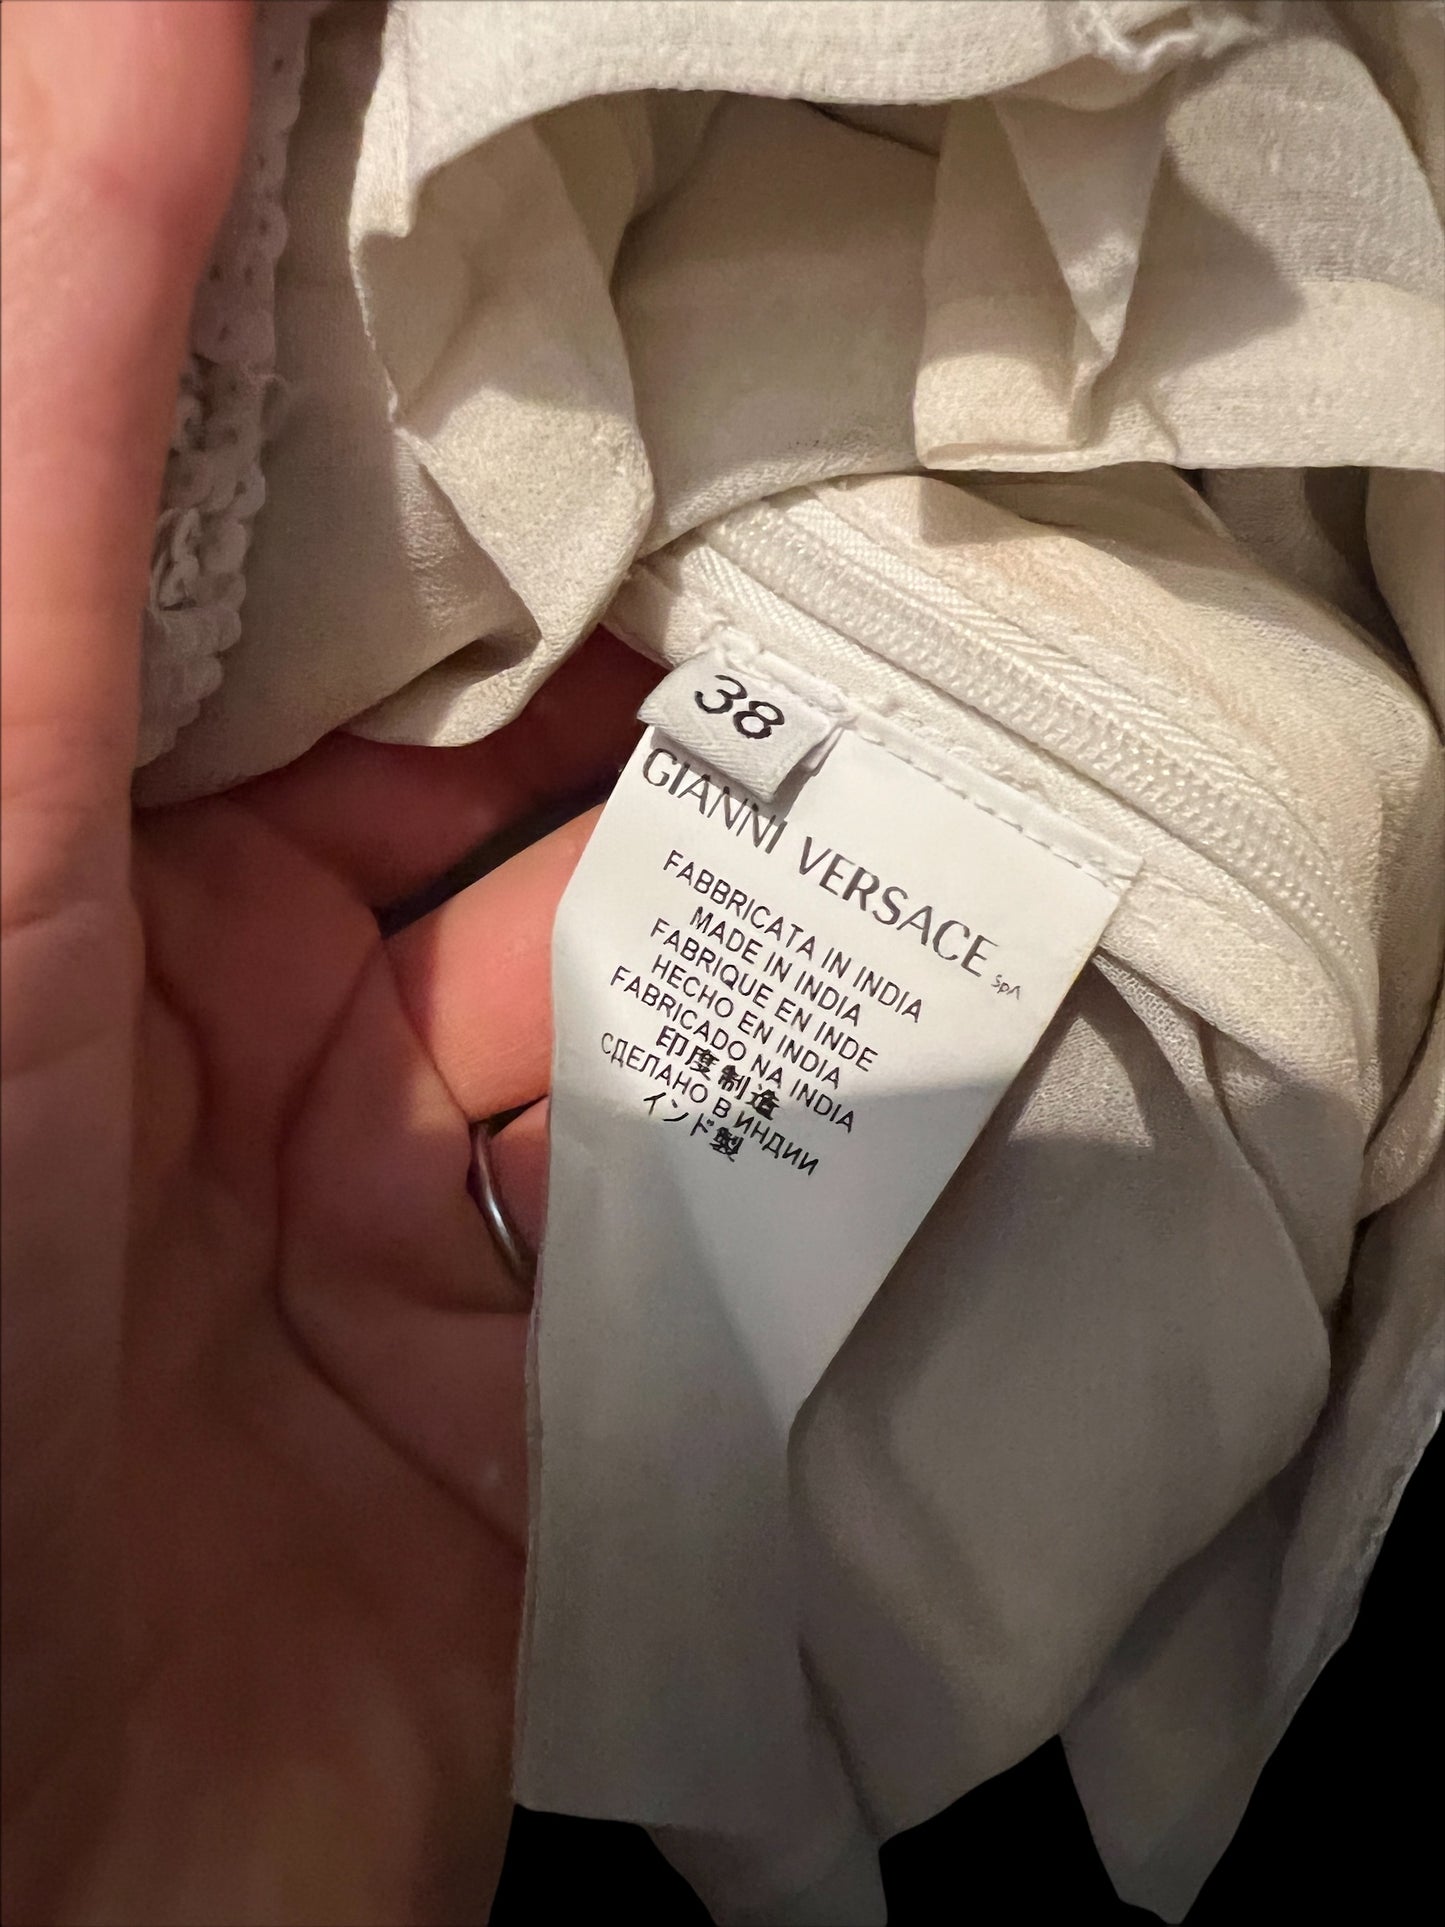 38
GIANNI VERSACE SpA
FABBRICATA IN INDIA
MADE IN INDIA
FABRIQUE EN INDE
HECHO EN INDIA
FABRICADO NA INDIA
印度制造
СДЕЛАНО В ИНДИИ
インド製